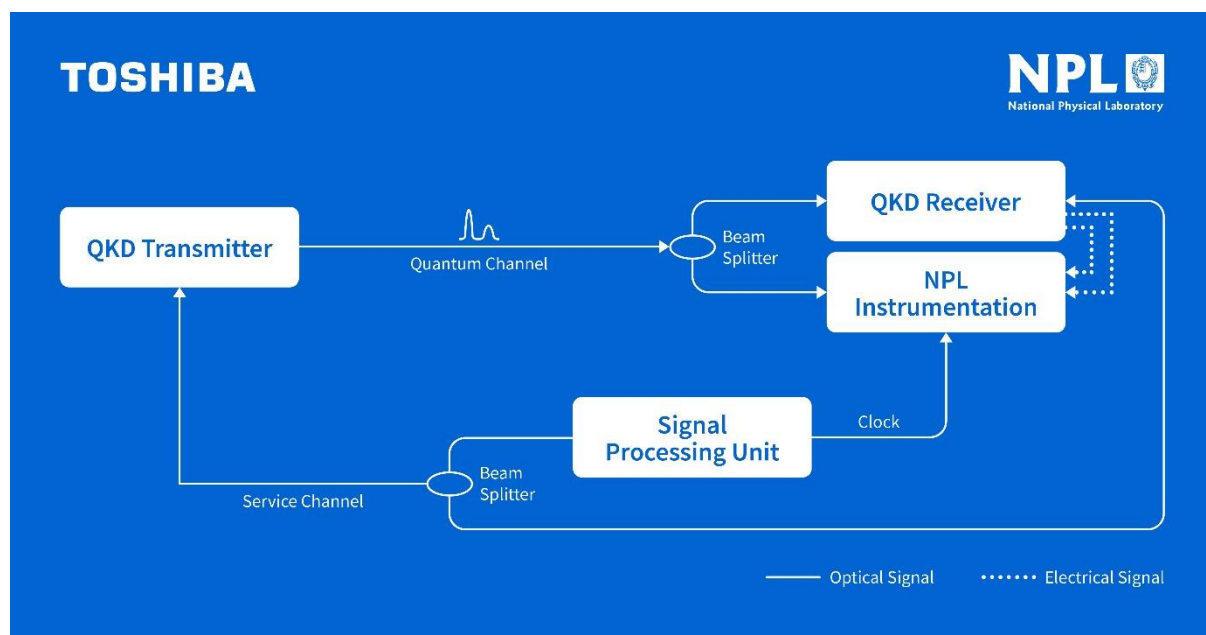 TOSHIBA
NPL
National Physical Laboratory
QKD Transmitter
Quantum Channel
Beam
Splitter
QKD Receiver
NPL
Instrumentation
Signal
Processing Unit
Clock
Beam
Splitter
Service Channel
Optical Signal
Electrical Signal